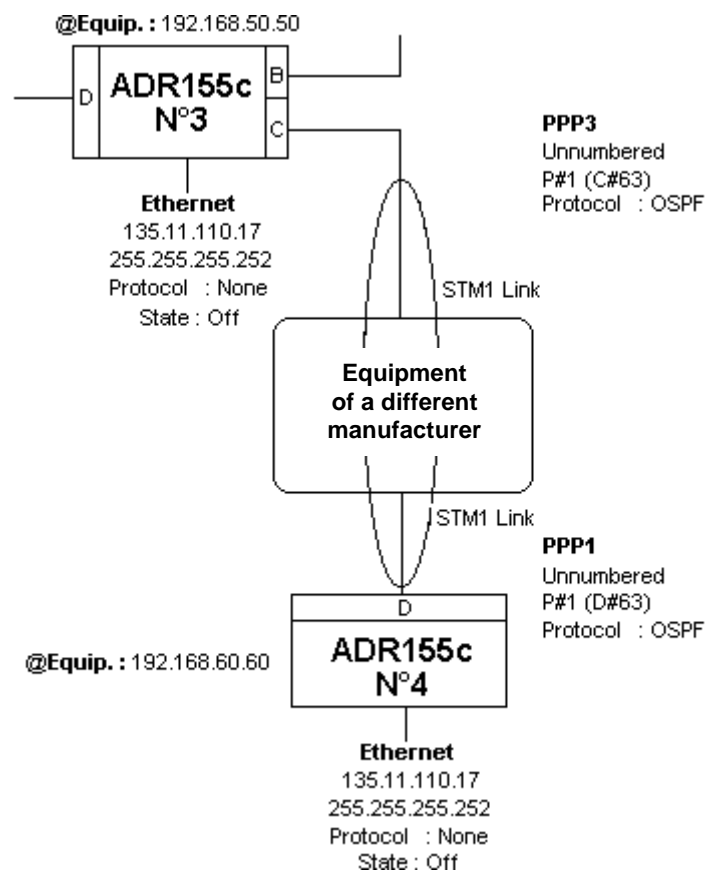 @Equip. : 192.168.50.50
D
ADR155c
N°3
B
C
Ethernet
135.11.110.17
255.255.255.252
Protocol : None
State : Off
PPP3
Unnumbered
P#1 (C#63)
Protocol : OSPF
STM1 Link
Equipment
of a different
manufacturer
STM1 Link
PPP1
Unnumbered
P#1 (D#63)
Protocol : OSPF
D
ADR155c
N°4
@Equip. : 192.168.60.60
Ethernet
135.11.110.17
255.255.255.252
Protocol : None
State : Off